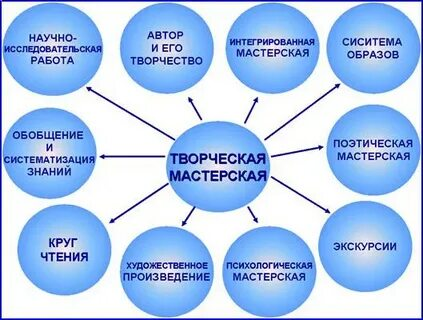 НАУЧНО-
ИССЛЕДОВАТЕЛЬСКАЯ
РАБОТА
АВТОР
И ЕГО
ТВОРЧЕСТВО
ИНТЕГРИРОВАННАЯ
МАСТЕРСКАЯ
СИСИТЕМА
ОБРАЗОВ
ОБОБЩЕНИЕ
И
СИСТЕМАТИЗАЦИЯ
ЗНАНИЙ
ТВОРЧЕСКАЯ
МАСТЕРСКАЯ
ПОЭТИЧЕСКАЯ
МАСТЕРСКАЯ
КРУГ
ЧТЕНИЯ
ХУДОЖЕСТВЕННОЕ
ПРОИЗВЕДЕНИЕ
ПСИХОЛОГИЧЕСКАЯ
МАСТЕРСКАЯ
ЭКСКУРСИИ